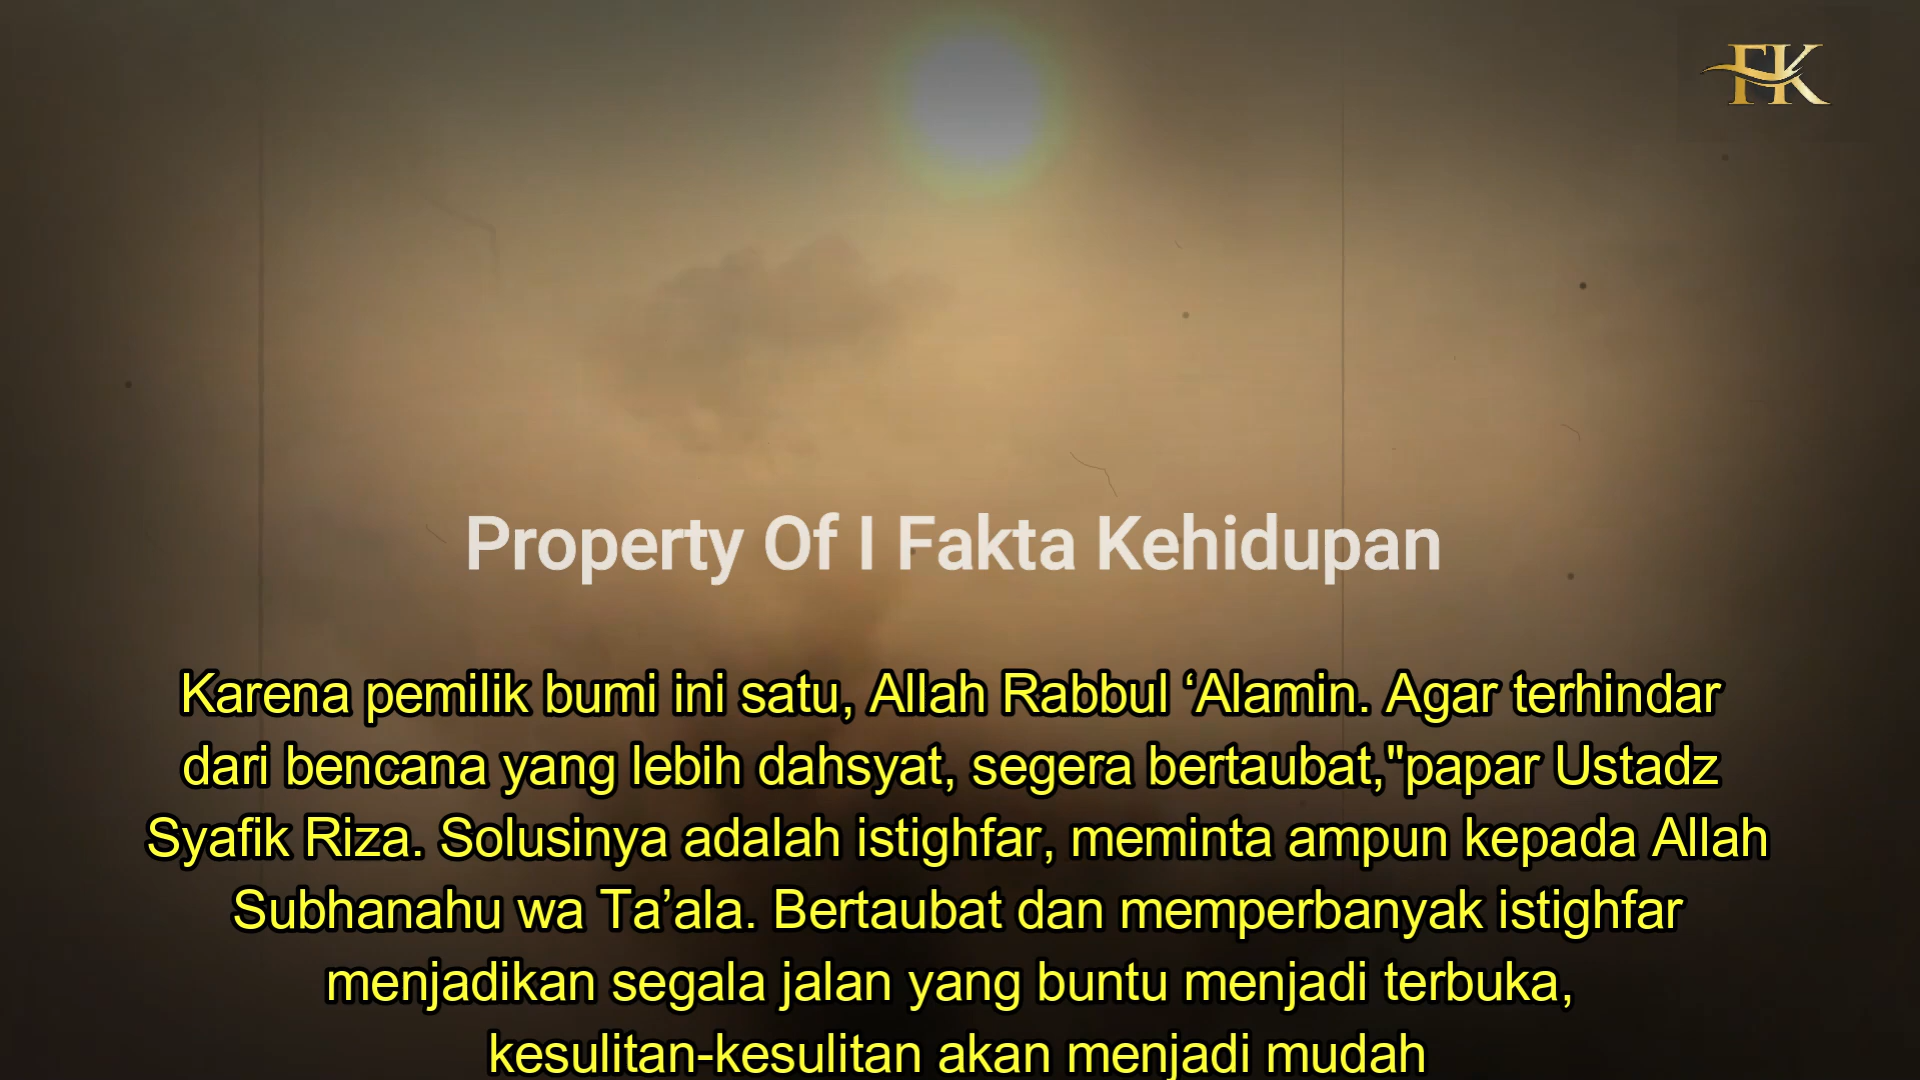 FK
Property Of I Fakta Kehidupan
Karena pemilik bumi ini satu, Allah Rabbul ‘Alamin. Agar terhindar
dari bencana yang lebih dahsyat, segera bertaubat,"papar Ustadz
Syafik Riza. Solusinya adalah istighfar, meminta ampun kepada Allah
Subhanahu wa Ta’ala. Bertaubat dan memperbanyak istighfar
menjadikan segala jalan yang buntu menjadi terbuka,
kesulitan-kesulitan akan menjadi mudah